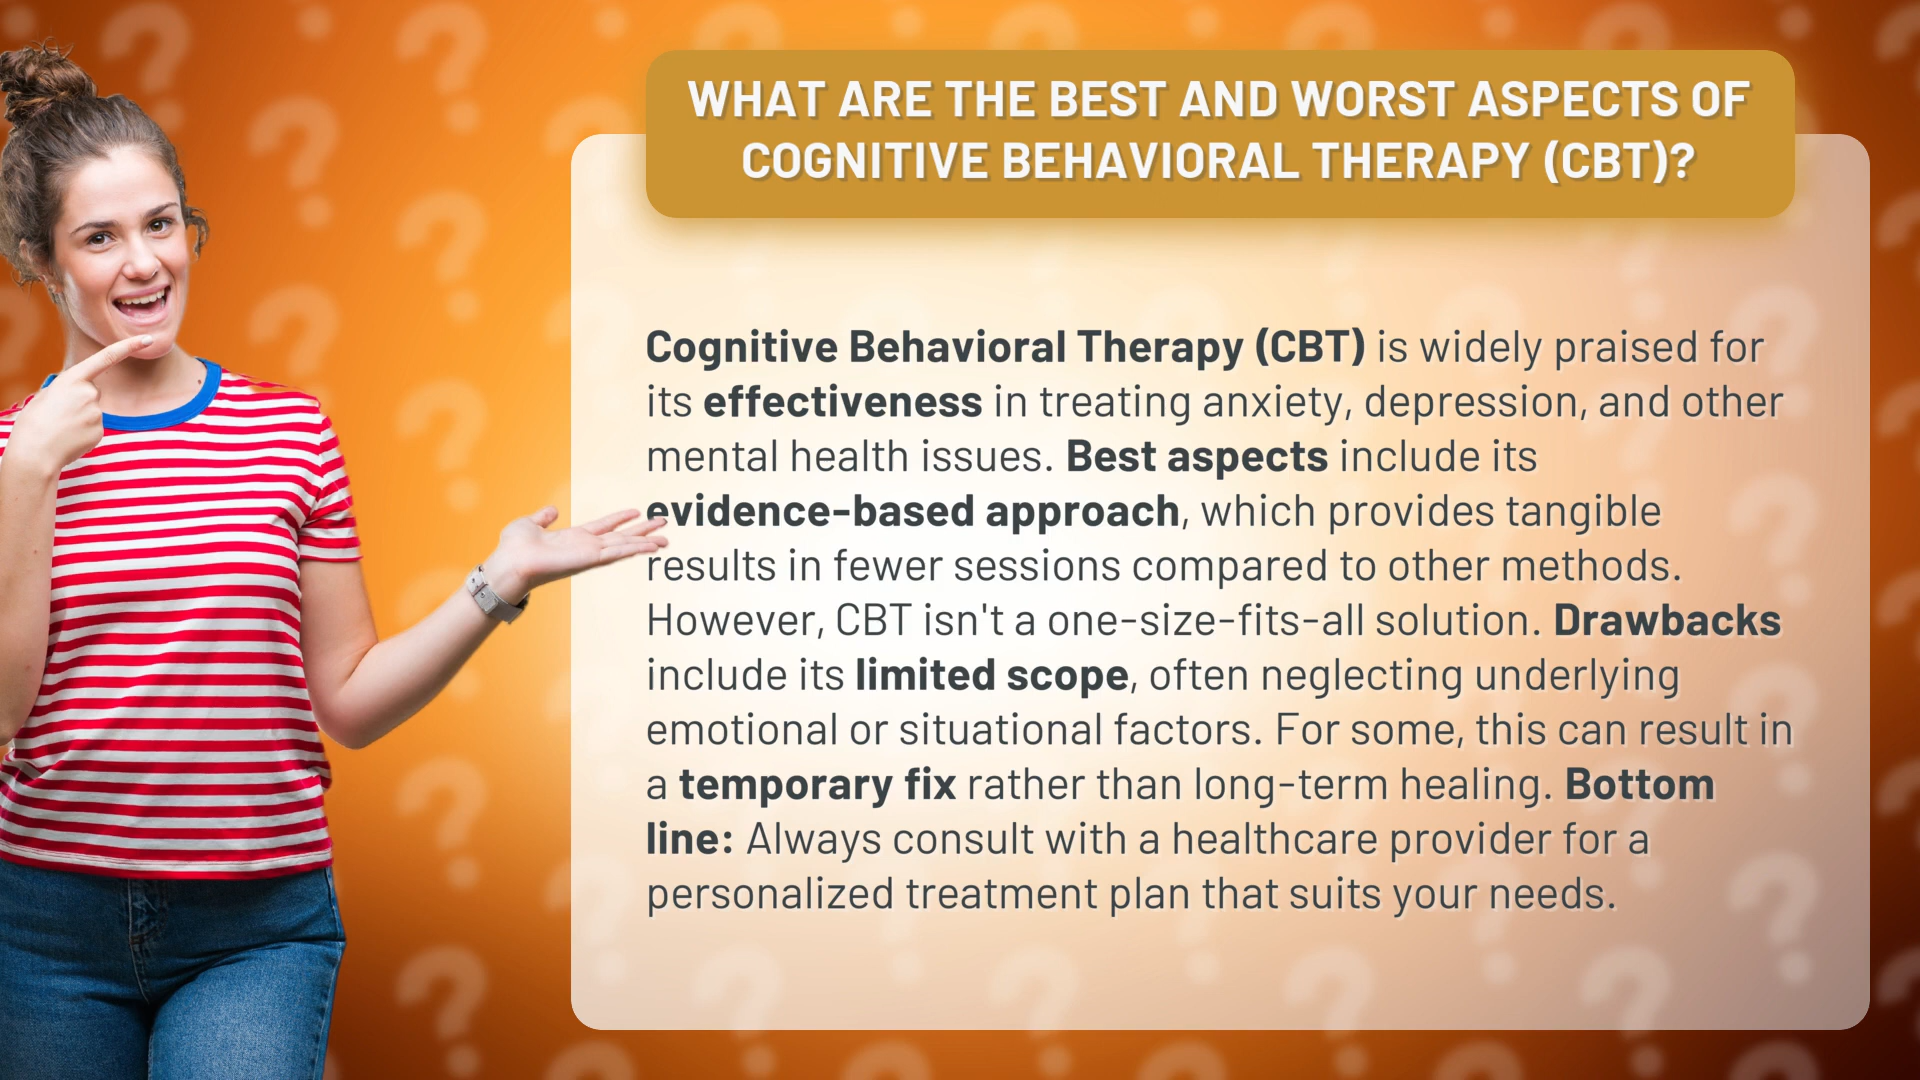 WHAT ARE THE BEST AND WORST ASPECTS OF
COGNITIVE BEHAVIORAL THERAPY (CBT)?
Cognitive Behavioral Therapy (CBT) is widely praised for
its effectiveness in treating anxiety, depression, and other
mental health issues. Best aspects include its
evidence-based approach, which provides tangible
results in fewer sessions compared to other methods.
However, CBT isn't a one-size-fits-all solution. Drawbacks
include its limited scope, often neglecting underlying
emotional or situational factors. For some, this can result in
a temporary fix rather than long-term healing. Bottom
line: Always consult with a healthcare provider for a
personalized treatment plan that suits your needs.